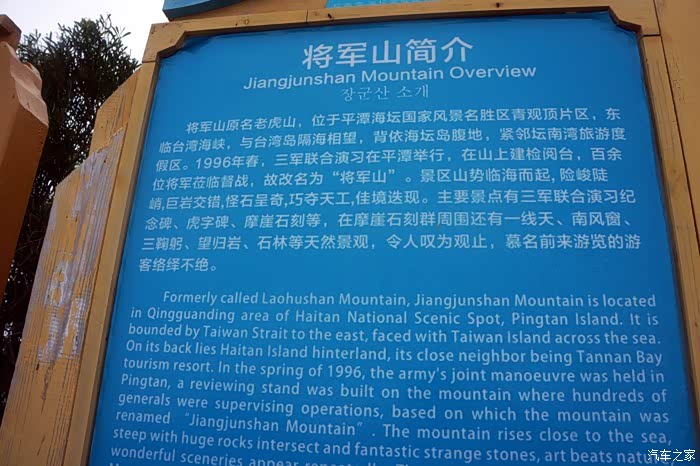 将军山简介
Jiangjunshan Mountain Overview
장군산 소개
将军山原名老虎山，位于平潭海坛国家风景名胜区青观顶片区，东
临台湾海峡，与台湾岛隔海相望，背依海坛岛腹地，紧邻坛南湾旅游度
假区。1996年春，三军联合演习在平潭举行，在山上建检阅台，百余
位将军莅临督战，故改名为“将军山”。景区山势临海而起，险峻陡
峭，巨岩交错，怪石呈奇，巧夺天工，佳境迭现。主要景点有三军联合演习纪
念碑、虎字碑、摩崖石刻等，在摩崖石刻群周围还有一线天、南风窗、
三鞠躬、望归岩、石林等天然景观，令人叹为观止，慕名前来游览的游
客络绎不绝。
Formerly called Laohushan Mountain, Jiangjunshan Mountain is located
in Qingguanding area of Haitan National Scenic Spot, Pingtan Island. It is
bounded by Taiwan Strait to the east, faced with Taiwan Island across the sea.
On its back lies Haitan Island hinterland, its close neighbor being Tannan Bay
tourism resort. In the spring of 1996, the army's joint manoeuvre was held in
Pingtan, a reviewing stand was built on the mountain where hundreds of
generals were supervising operations, based on which the mountain was
renamed “Jiangjunshan Mountain”. The mountain rises close to the sea,
steep with huge rocks intersect and fantastic strange stones, art beats nature,
wonderful sceneries appear
汽车之家